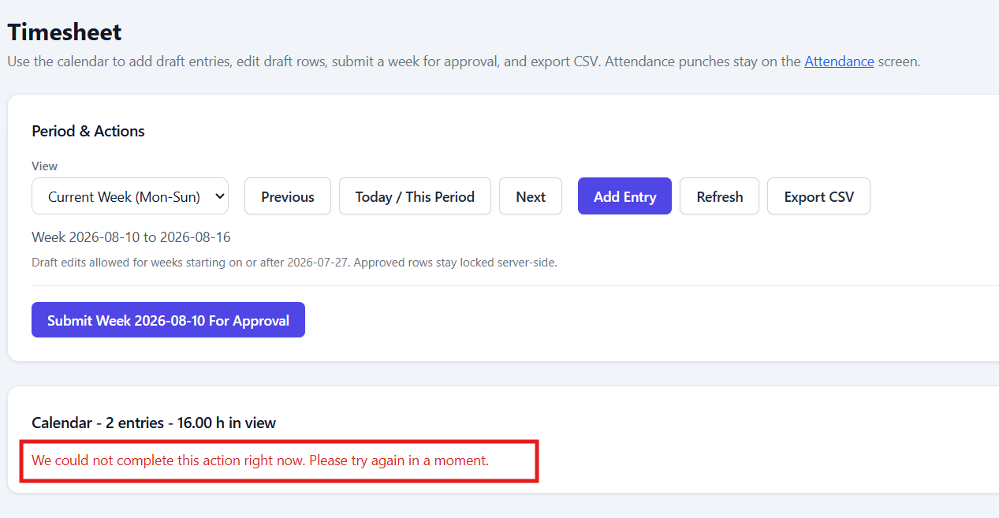 Timesheet
Use the calendar to add draft entries, edit draft rows, submit a week for approval, and export CSV. Attendance punches stay on the Attendance screen.
Period & Actions
View
Current Week (Mon-Sun) Previous Today / This Period Next Add Entry Refresh Export CSV
Week 2026-08-10 to 2026-08-16
Draft edits allowed for weeks starting on or after 2026-07-27. Approved rows stay locked server-side.
Submit Week 2026-08-10 For Approval
Calendar - 2 entries - 16.00 h in view
We could not complete this action right now. Please try again in a moment.